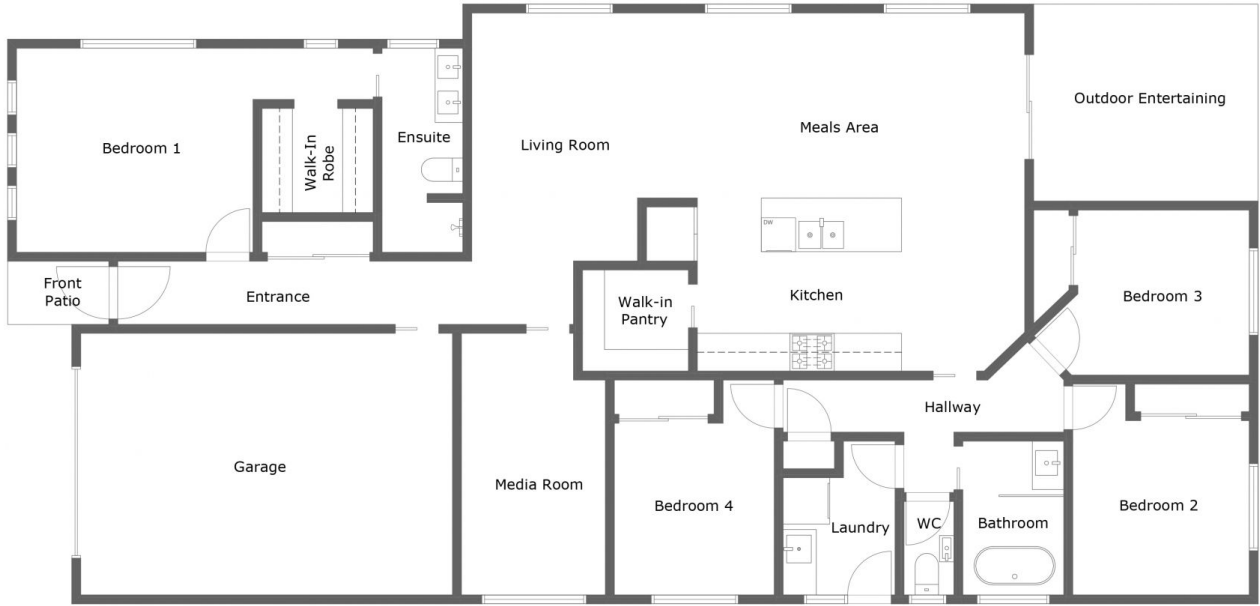 Outdoor Entertaining
Meals Area
Living Room
Ensuite
Bedroom 1
Walk-In
Robe
DW
Front
Patio
Entrance
Walk-in
Pantry
Kitchen
Bedroom 3
Hallway
Garage
Media Room
Bedroom 4
Laundry
WC
Bathroom
Bedroom 2